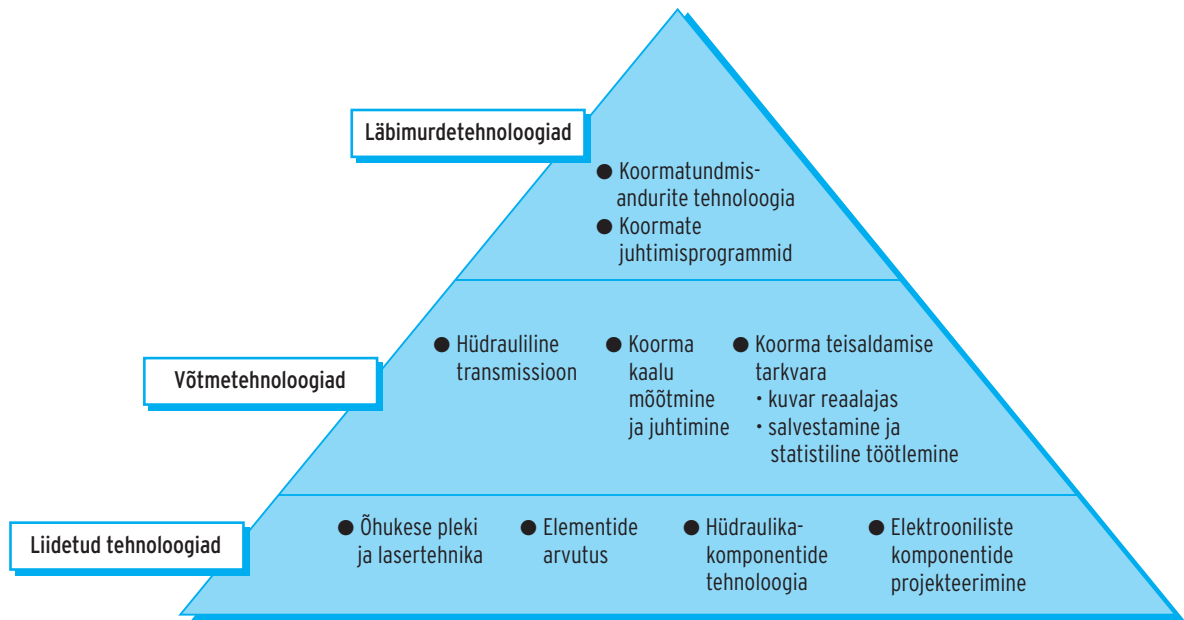 Läbimurdetehnoloogiad
● Koormatundmis-
andurite tehnoloogia
● Koormate
juhtimisprogrammid
Võtmetehnoloogiad
● Hüdrauliline
transmissioon
● Koorma
kaalu
mõõtmine
ja juhtimine
● Koorma teisaldamise
tarkvara
· kuvar reaalajas
· salvestamine ja
statistiline töötlemine
Liidetud tehnoloogiad
● Õhukese pleki
ja lasertehnika
● Elementide
arvutus
● Hüdraulika-
komponentide
tehnoloogia
● Elektrooniliste
komponentide
projekteerimine